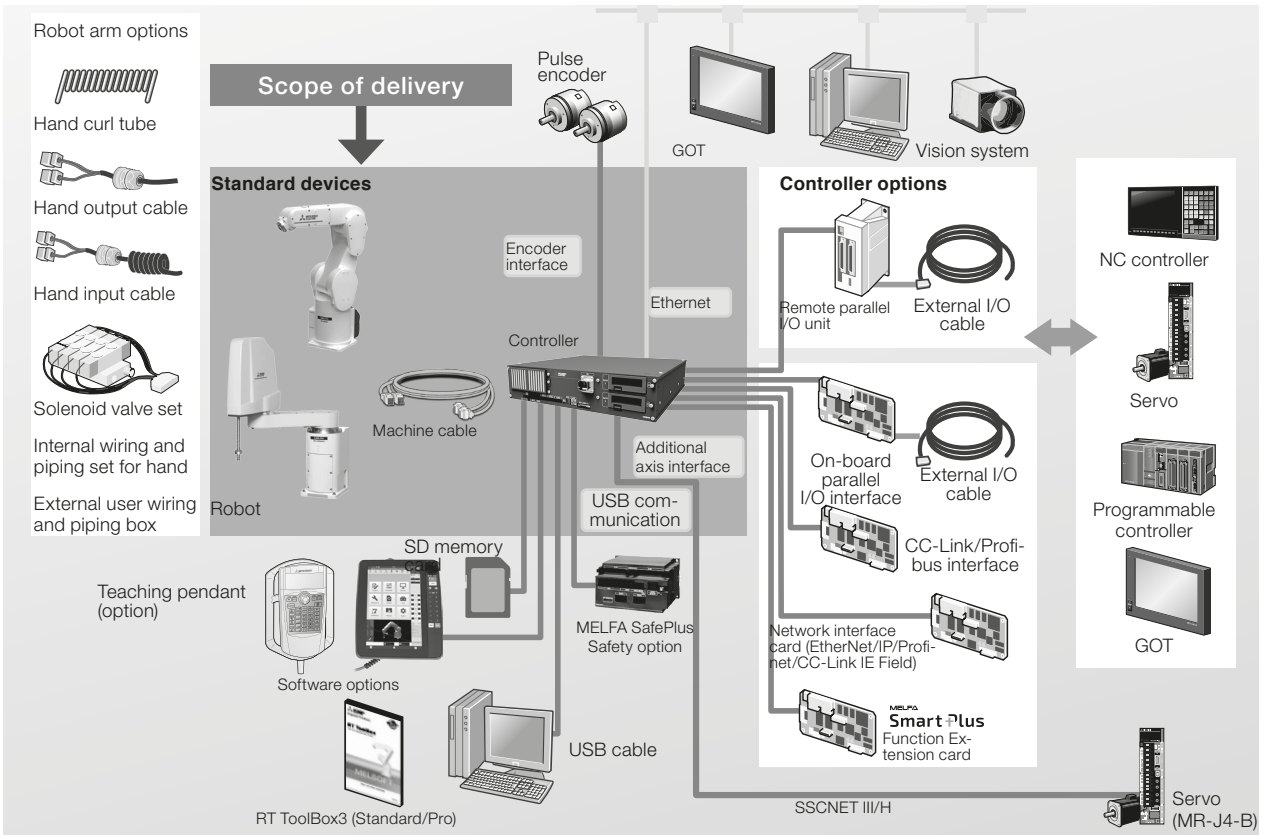 Robot arm options
Hand curl tube
Hand output cable
Hand input cable
Solenoid valve set
Internal wiring and
piping set for hand
External user wiring
and piping box
Scope of delivery
Pulse
encoder
GOT
Vision system
Standard devices
Encoder
interface
Ethernet
Controller
Machine cable
Additional
axis interface
USB com-
munication
Robot
Controller options
Remote parallel
I/O unit
External I/O
cable
On-board
parallel
I/O interface
External I/O
cable
CC-Link/Profi-
bus interface
Network interface
card (EtherNet/IP/Profi-
net/CC-Link IE Field)
MELFA
Smart Plus
Function Ex-
tension card
NC controller
Servo
Programmable
controller
GOT
Teaching pendant
(option)
SD memory
card
MELFA SafePlus
Safety option
Software options
RT ToolBox3
MELSOFT
RT ToolBox3 (Standard/Pro)
USB cable
SSCNET III/H
Servo
(MR-J4-B)